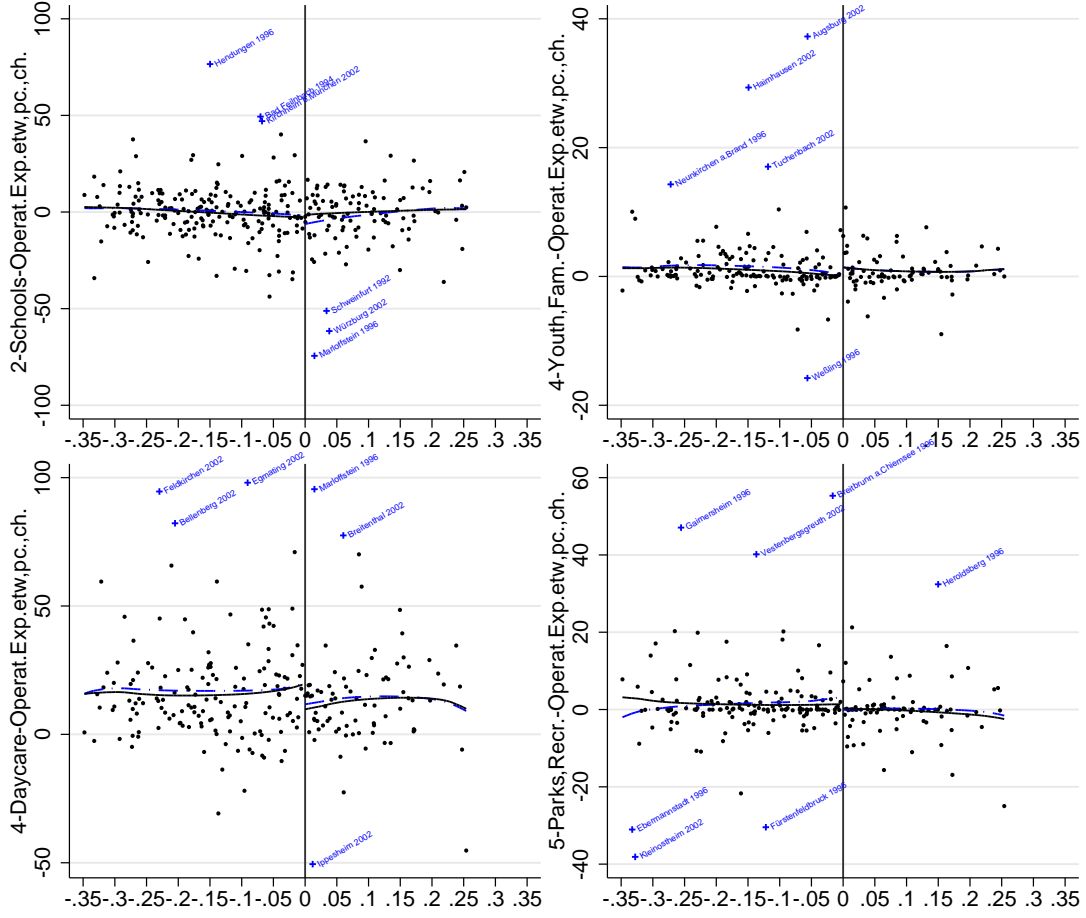 2-Schools-Operat.Exp.etw,pc.,ch.
100
50
0
-50
-100
Hendungen 1996
Bad Feilnbach 1994
Kirchheim b.München 2002
Schweinfurt 1992
Würzburg 2002
Marloffstein 1996
-.35 -.3 -.25 -.2 -.15 -.1 -.05 0 .05 .1 .15 .2 .25 .3 .35
4-Youth,Fam.-Operat.Exp.etw,pc.,ch.
40
20
0
-20
Augsburg 2002
Haimhausen 2002
Neunkirchen a.Brand 1996
Tuchenbach 2002
Weßling 1996
-.35 -.3 -.25 -.2 -.15 -.1 -.05 0 .05 .1 .15 .2 .25 .3 .35
4-Daycare-Operat.Exp.etw,pc.,ch.
100
50
0
-50
Feldkirchen 2002
Egmating 2002
Bellenberg 2002
Marloffstein 1996
Breitenthal 2002
Ippesheim 2002
-.35 -.3 -.25 -.2 -.15 -.1 -.05 0 .05 .1 .15 .2 .25 .3 .35
5-Parks,Recr.-Operat.Exp.etw,pc.,ch.
60
40
20
0
-20
-40
Breitbrunn a.Chiemsee 1996
Gaimersheim 1996
Vestenbergsgreuth 2002
Heroldsberg 1996
Ebermannstadt 1996
Kleinostheim 2002
Fürstenfeldbruck 1996
-.35 -.3 -.25 -.2 -.15 -.1 -.05 0 .05 .1 .15 .2 .25 .3 .35